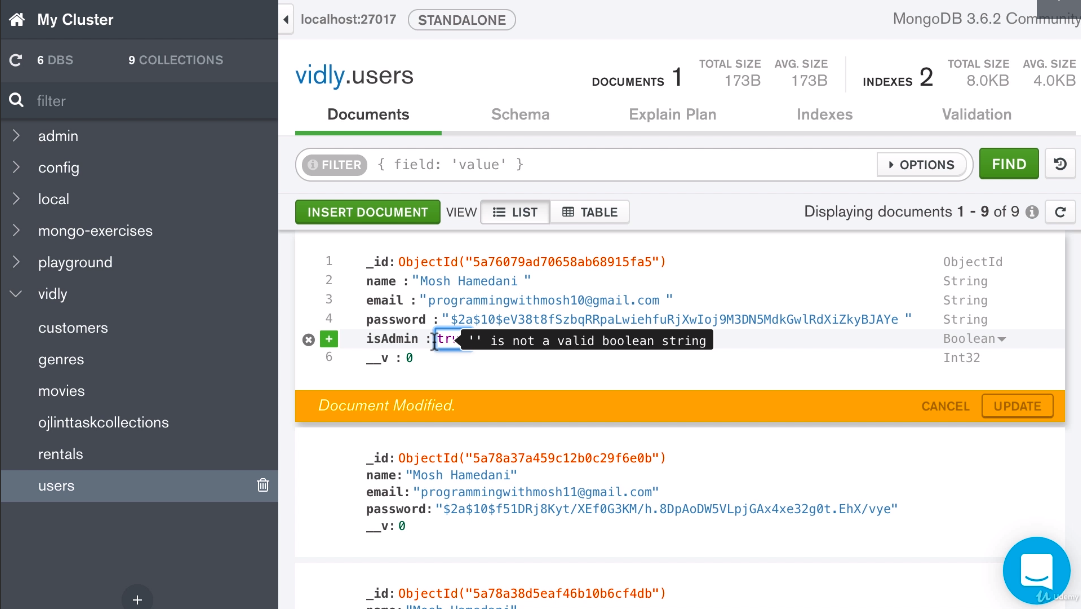 My Cluster
6 DBS 9 COLLECTIONS
filter
admin
config
local
mongo-exercises
playground
vidly
customers
genres
movies
ojlinttaskcollections
rentals
users
+
localhost:27017 STANDALONE MongoDB 3.6.2 Community
vidly.users
DOCUMENTS 1 TOTAL SIZE 173B AVG. SIZE 173B INDEXES 2 TOTAL SIZE 8.0KB AVG. SIZE 4.0KB
Documents Schema Explain Plan Indexes Validation
FILTER { field: 'value' } OPTIONS FIND
INSERT DOCUMENT VIEW LIST TABLE Displaying documents 1 - 9 of 9
1 _id: ObjectId("5a76079ad70658ab68915fa5") ObjectId
2 name : "Mosh Hamedani " String
3 email : "programmingwithmosh10@gmail.com " String
4 password : "$2a$10$eV38t8fSzbqRRpaLwiehfuRjXwIoj9M3DN5MdkGwlRdXiZkyBJAYe " String
isAdmin : '' is not a valid boolean string Boolean
6 __v : 0 Int32
Document Modified. CANCEL UPDATE
_id: ObjectId("5a78a37a459c12b0c29f6e0b")
name: "Mosh Hamedani"
email: "programmingwithmosh11@gmail.com"
password: "$2a$10$f51DRj8Kyt/XEf0G3KM/h.8DpAoDW5VLpjGAx4xe32g0t.EhX/vye"
__v: 0
_id: ObjectId("5a78a38d5eaf46b10b6cf4db")
name: "Mosh Hamedani"
Udemy